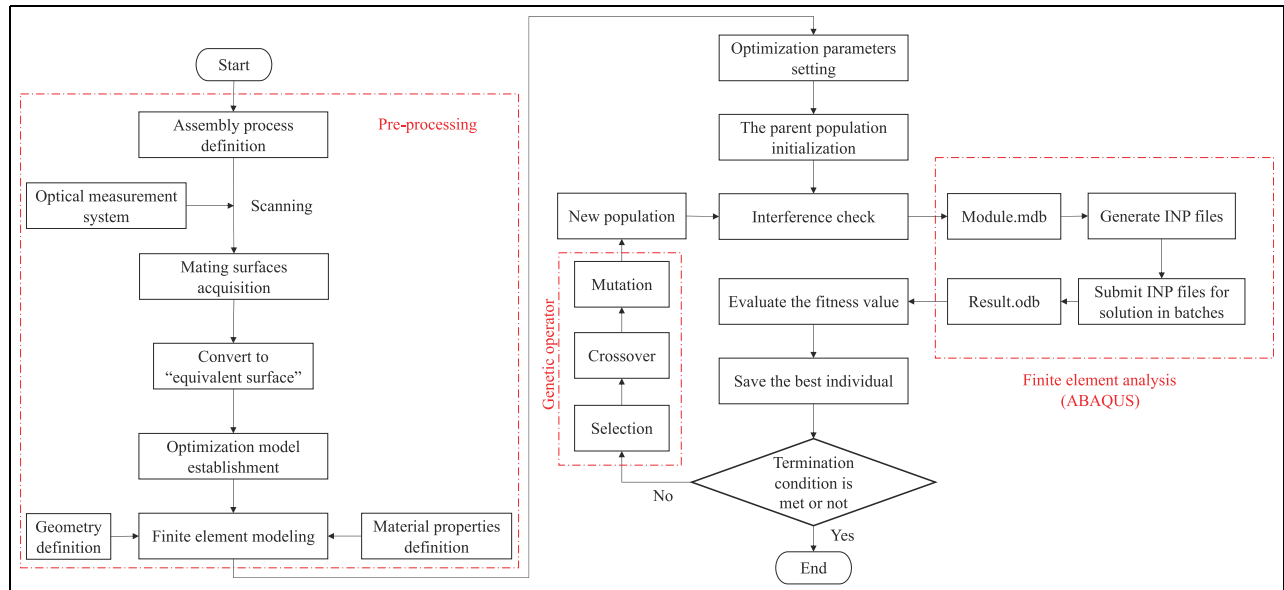 Start
Pre-processing
Assembly process
definition
Optical measurement
system
Scanning
Mating surfaces
acquisition
Convert to
“equivalent surface”
Optimization model
establishment
Geometry
definition
Finite element modeling
Material properties
definition
Optimization parameters
setting
The parent population
initialization
New population
Interference check
Module.mdb
Generate INP files
Mutation
Evaluate the fitness value
Result.odb
Submit INP files for
solution in batches
Genetic operator
Crossover
Save the best individual
Finite element analysis
(ABAQUS)
Selection
Termination
condition is
met or not
No
Yes
End